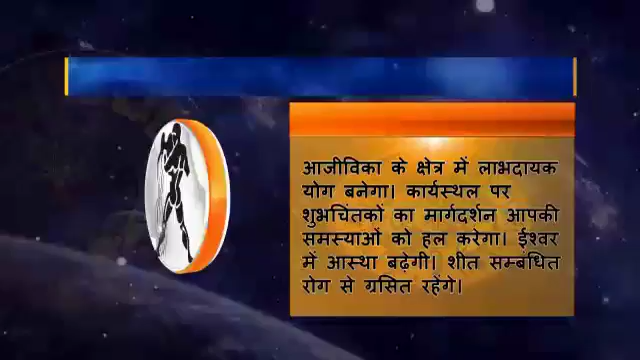 आजीविका के क्षेत्र में लाभदायक
योग बनेगा। कार्यस्थल पर
शुभचिंतकों का मार्गदर्शन आपकी
समस्याओं को हल करेगा। ईश्वर
में आस्था बढ़ेगी। शीत सम्बंधित
रोग से ग्रसित रहेंगे।